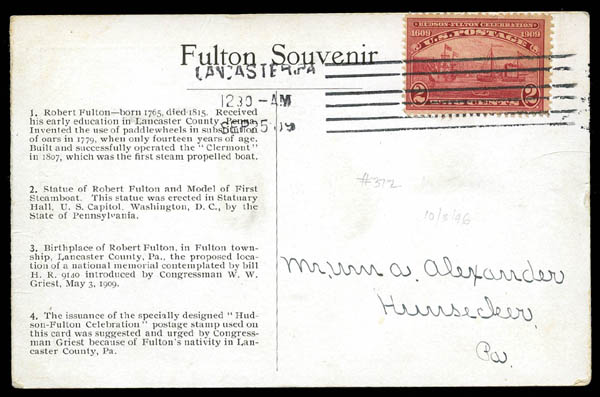 HUDSON-FULTON CELEBRATION
1609 1909
U.S. POSTAGE
2 2
Fulton Souvenir
LANCASTER, PA
1230-AM
1. Robert Fulton—born 1765, died 1815. Received
his early education in Lancaster County, Penna.
Invented the use of paddlewheels in substitution
of oars in 1779, when only fourteen years of age.
Built and successfully operated the "Clermont"
in 1807, which was the first steam propelled boat.
2. Statue of Robert Fulton and Model of First
Steamboat. This statue was erected in Statuary
Hall, U. S. Capitol, Washington, D. C., by the
State of Pennsylvania.
3. Birthplace of Robert Fulton, in Fulton town-
ship, Lancaster County, Pa., the proposed loca-
tion of a national memorial contemplated by bill
H. R. 9140 introduced by Congressman W. W.
Griest, May 3, 1909.
4. The issuance of the specially designed "Hud-
son-Fulton Celebration" postage stamp used on
this card was suggested and urged by Congress-
man Griest because of Fulton's nativity in Lan-
caster County, Pa.
#372
10/8/96
Mr. Wm a. Alexander
Hunsecker,
Pa.